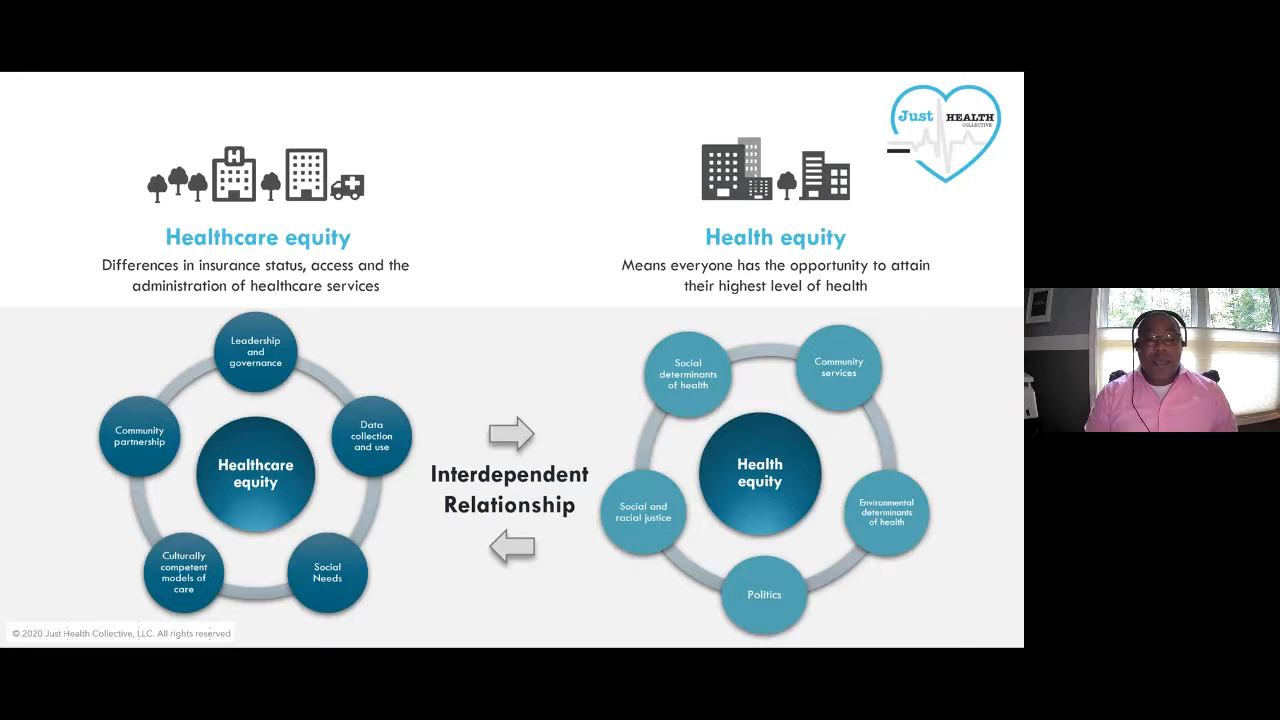 Just HEALTH
COLLECTIVE
H
Healthcare equity
Differences in insurance status, access and the
administration of healthcare services
Health equity
Means everyone has the opportunity to attain
their highest level of health
Leadership
and
governance
Community
partnership
Data
collection
and use
Healthcare
equity
Culturally
competent
models of
care
Social
Needs
Interdependent
Relationship
Social
determinants
of health
Community
services
Health
equity
Social and
racial justice
Environmental
determinants
of health
Politics
© 2020 Just Health Collective, LLC. All rights reserved